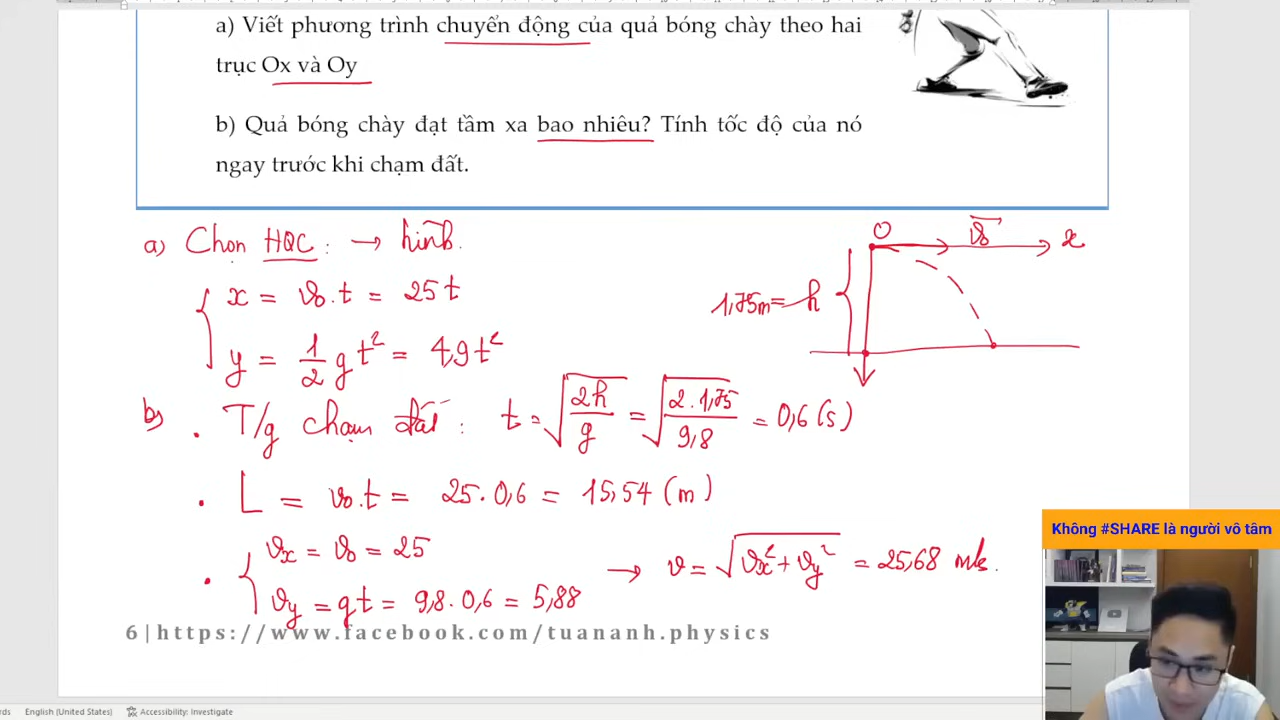 a) Viết phương trình chuyển động của quả bóng chày theo hai
trục Ox và Oy
b) Quả bóng chày đạt tầm xa bao nhiêu? Tính tốc độ của nó
ngay trước khi chạm đất.
a) Chọn HQC : → hình.
x = v₀.t = 25t
y = 1/2 gt² = 4,9t²
O v₀ x
1,75m = h
b) . T/g chạm đất : t = √(2h/g) = √(2.1,75/9,8) = 0,6 (s)
. L = v₀.t = 25.0,6 = 15,54 (m)
. vx = v₀ = 25
vy = gt = 9,8.0,6 = 5,88
→ v = √(vx² + vy²) = 25,68 m/s.
Không #SHARE là người vô tâm
6 | https://www.facebook.com/tuananh.physics
rds English (United States) Accessibility: Investigate